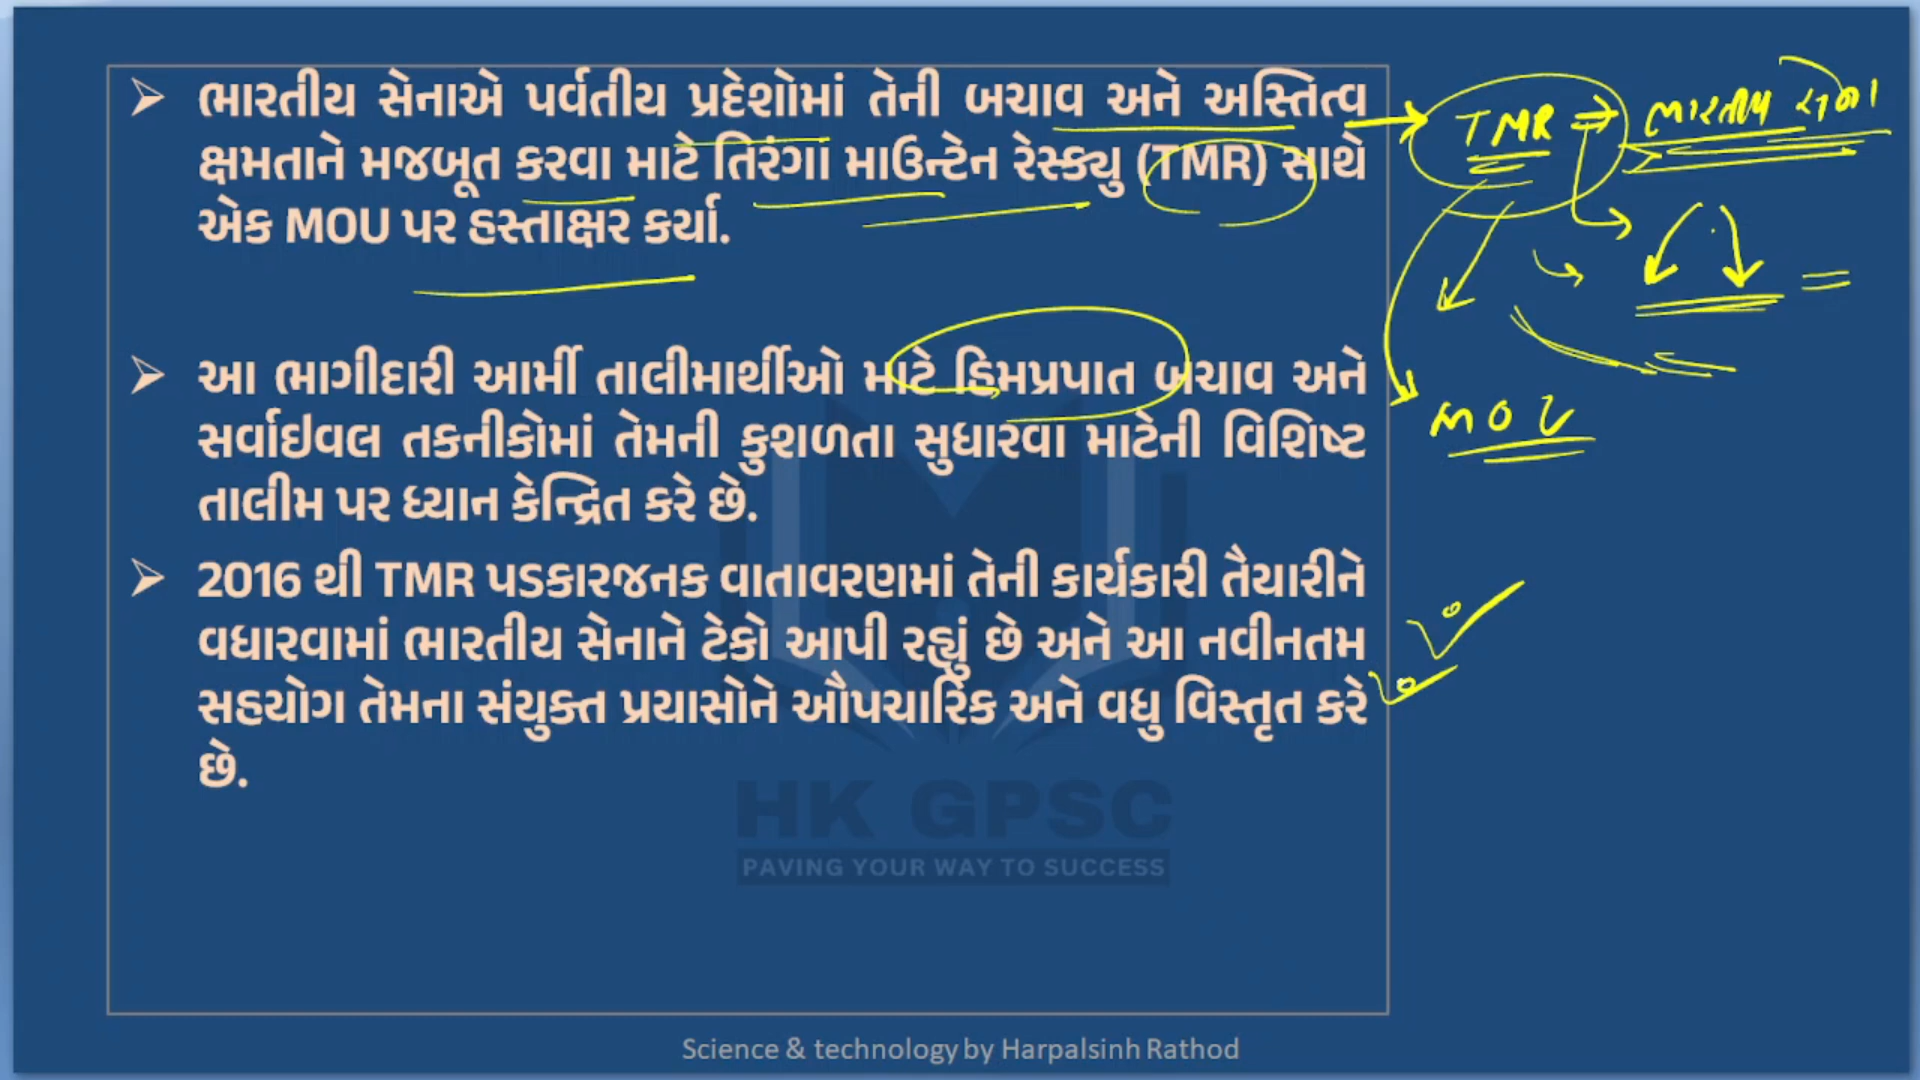 ➢ ભારતીય સેનાએ પર્વતીય પ્રદેશોમાં તેની બચાવ અને અસ્તિત્વ
ક્ષમતાને મજબૂત કરવા માટે તિરંગા માઉન્ટેન રેસ્ક્યુ (TMR) સાથે
એક MOU પર હસ્તાક્ષર કર્યા.
TMR → ભારતીય સેના
MOU
➢ આ ભાગીદારી આર્મી તાલીમાર્થીઓ માટે હિમપ્રપાત બચાવ અને
સર્વાઇવલ તકનીકોમાં તેમની કુશળતા સુધારવા માટેની વિશિષ્ટ
તાલીમ પર ધ્યાન કેન્દ્રિત કરે છે.
➢ 2016 થી TMR પડકારજનક વાતાવરણમાં તેની કાર્યકારી તૈયારીને
વધારવામાં ભારતીય સેનાને ટેકો આપી રહ્યું છે અને આ નવીનતમ
સહયોગ તેમના સંયુક્ત પ્રયાસોને ઔપચારિક અને વધુ વિસ્તૃત કરે
છે.
HK GPSC
PAVING YOUR WAY TO SUCCESS
Science & technology by Harpalsinh Rathod